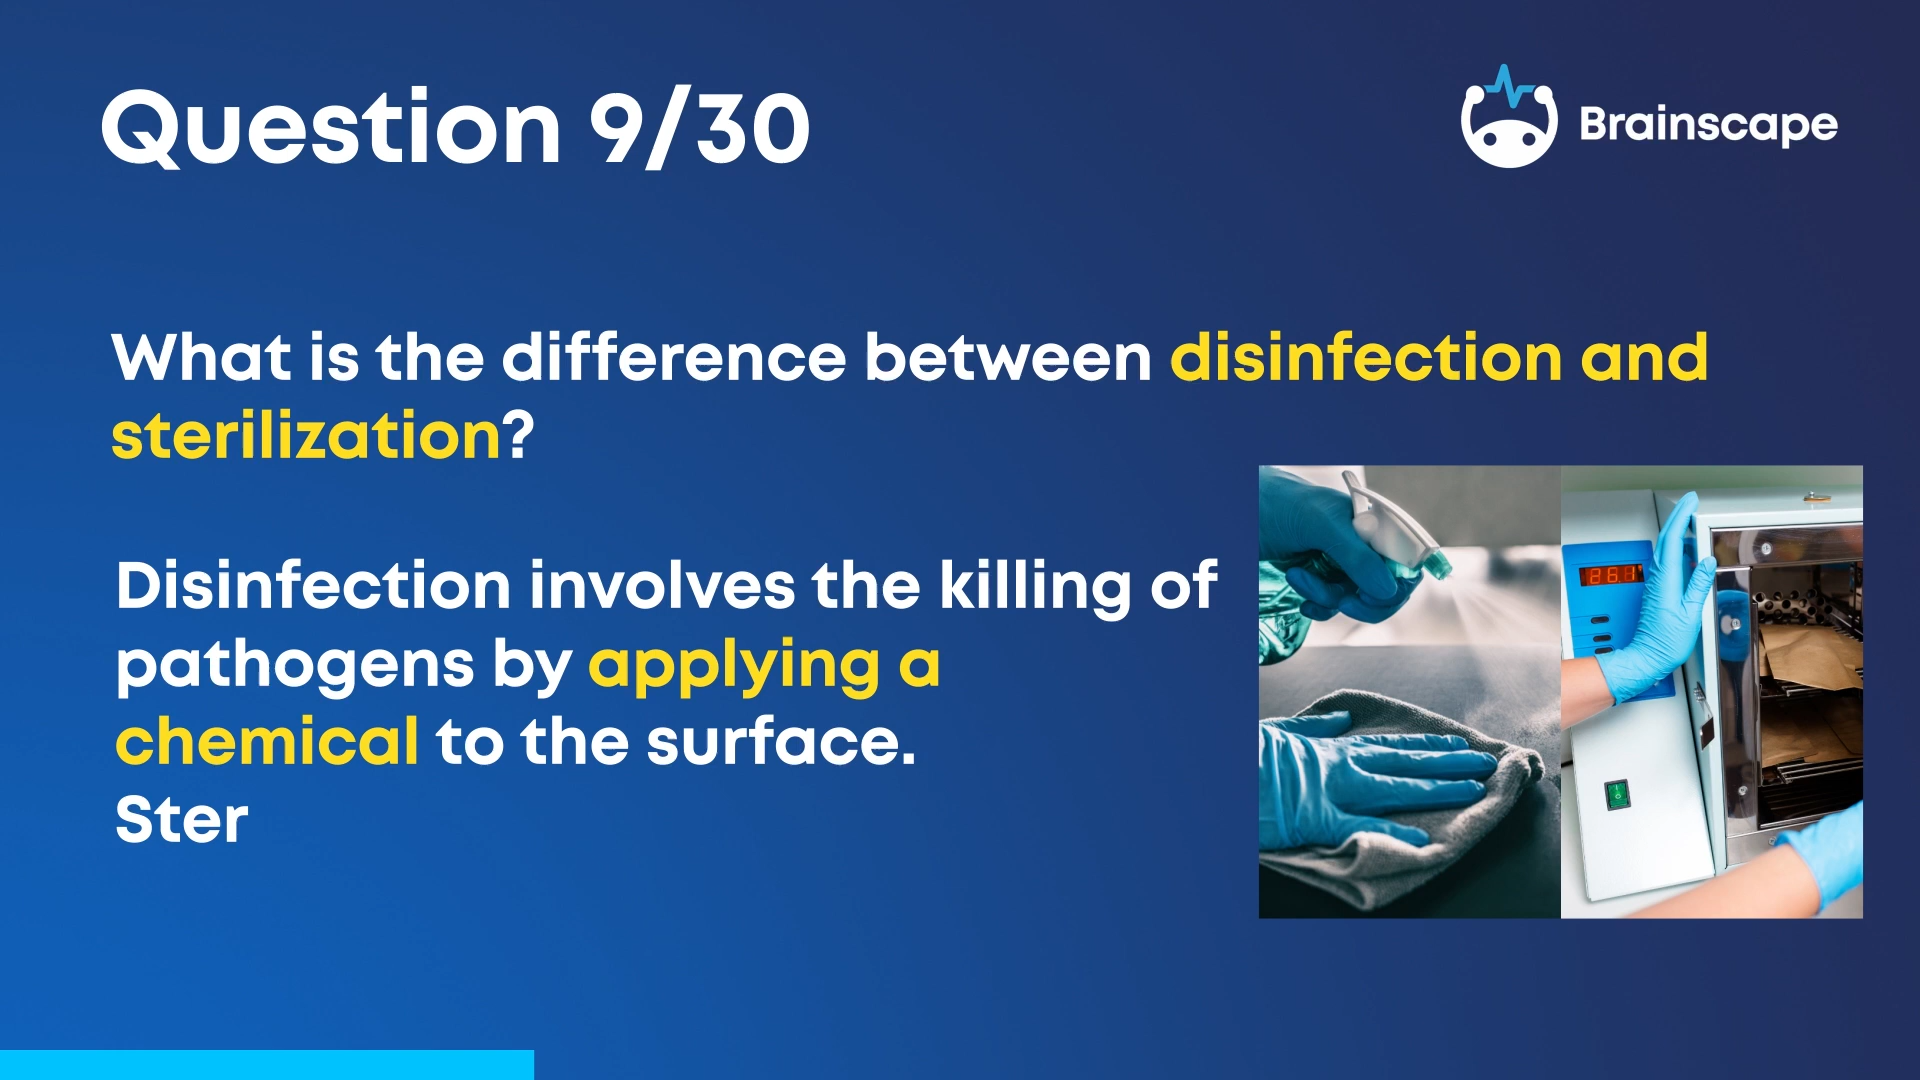 Question 9/30
Brainscape
What is the difference between disinfection and
sterilization?
Disinfection involves the killing of
pathogens by applying a
chemical to the surface.
Ster
261